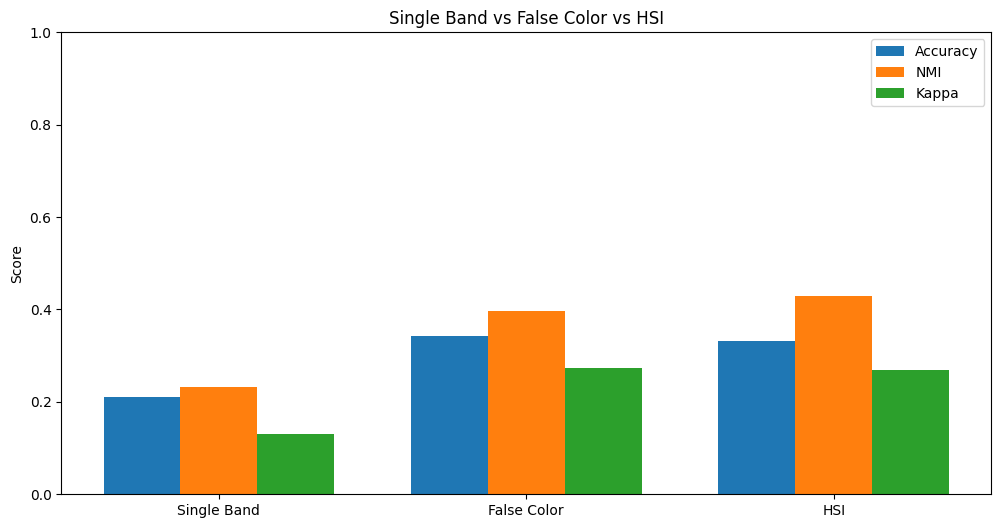 Single Band vs False Color vs HSI
1.0
0.8
0.6
0.4
0.2
0.0
Score
Accuracy
NMI
Kappa
Single Band
False Color
HSI